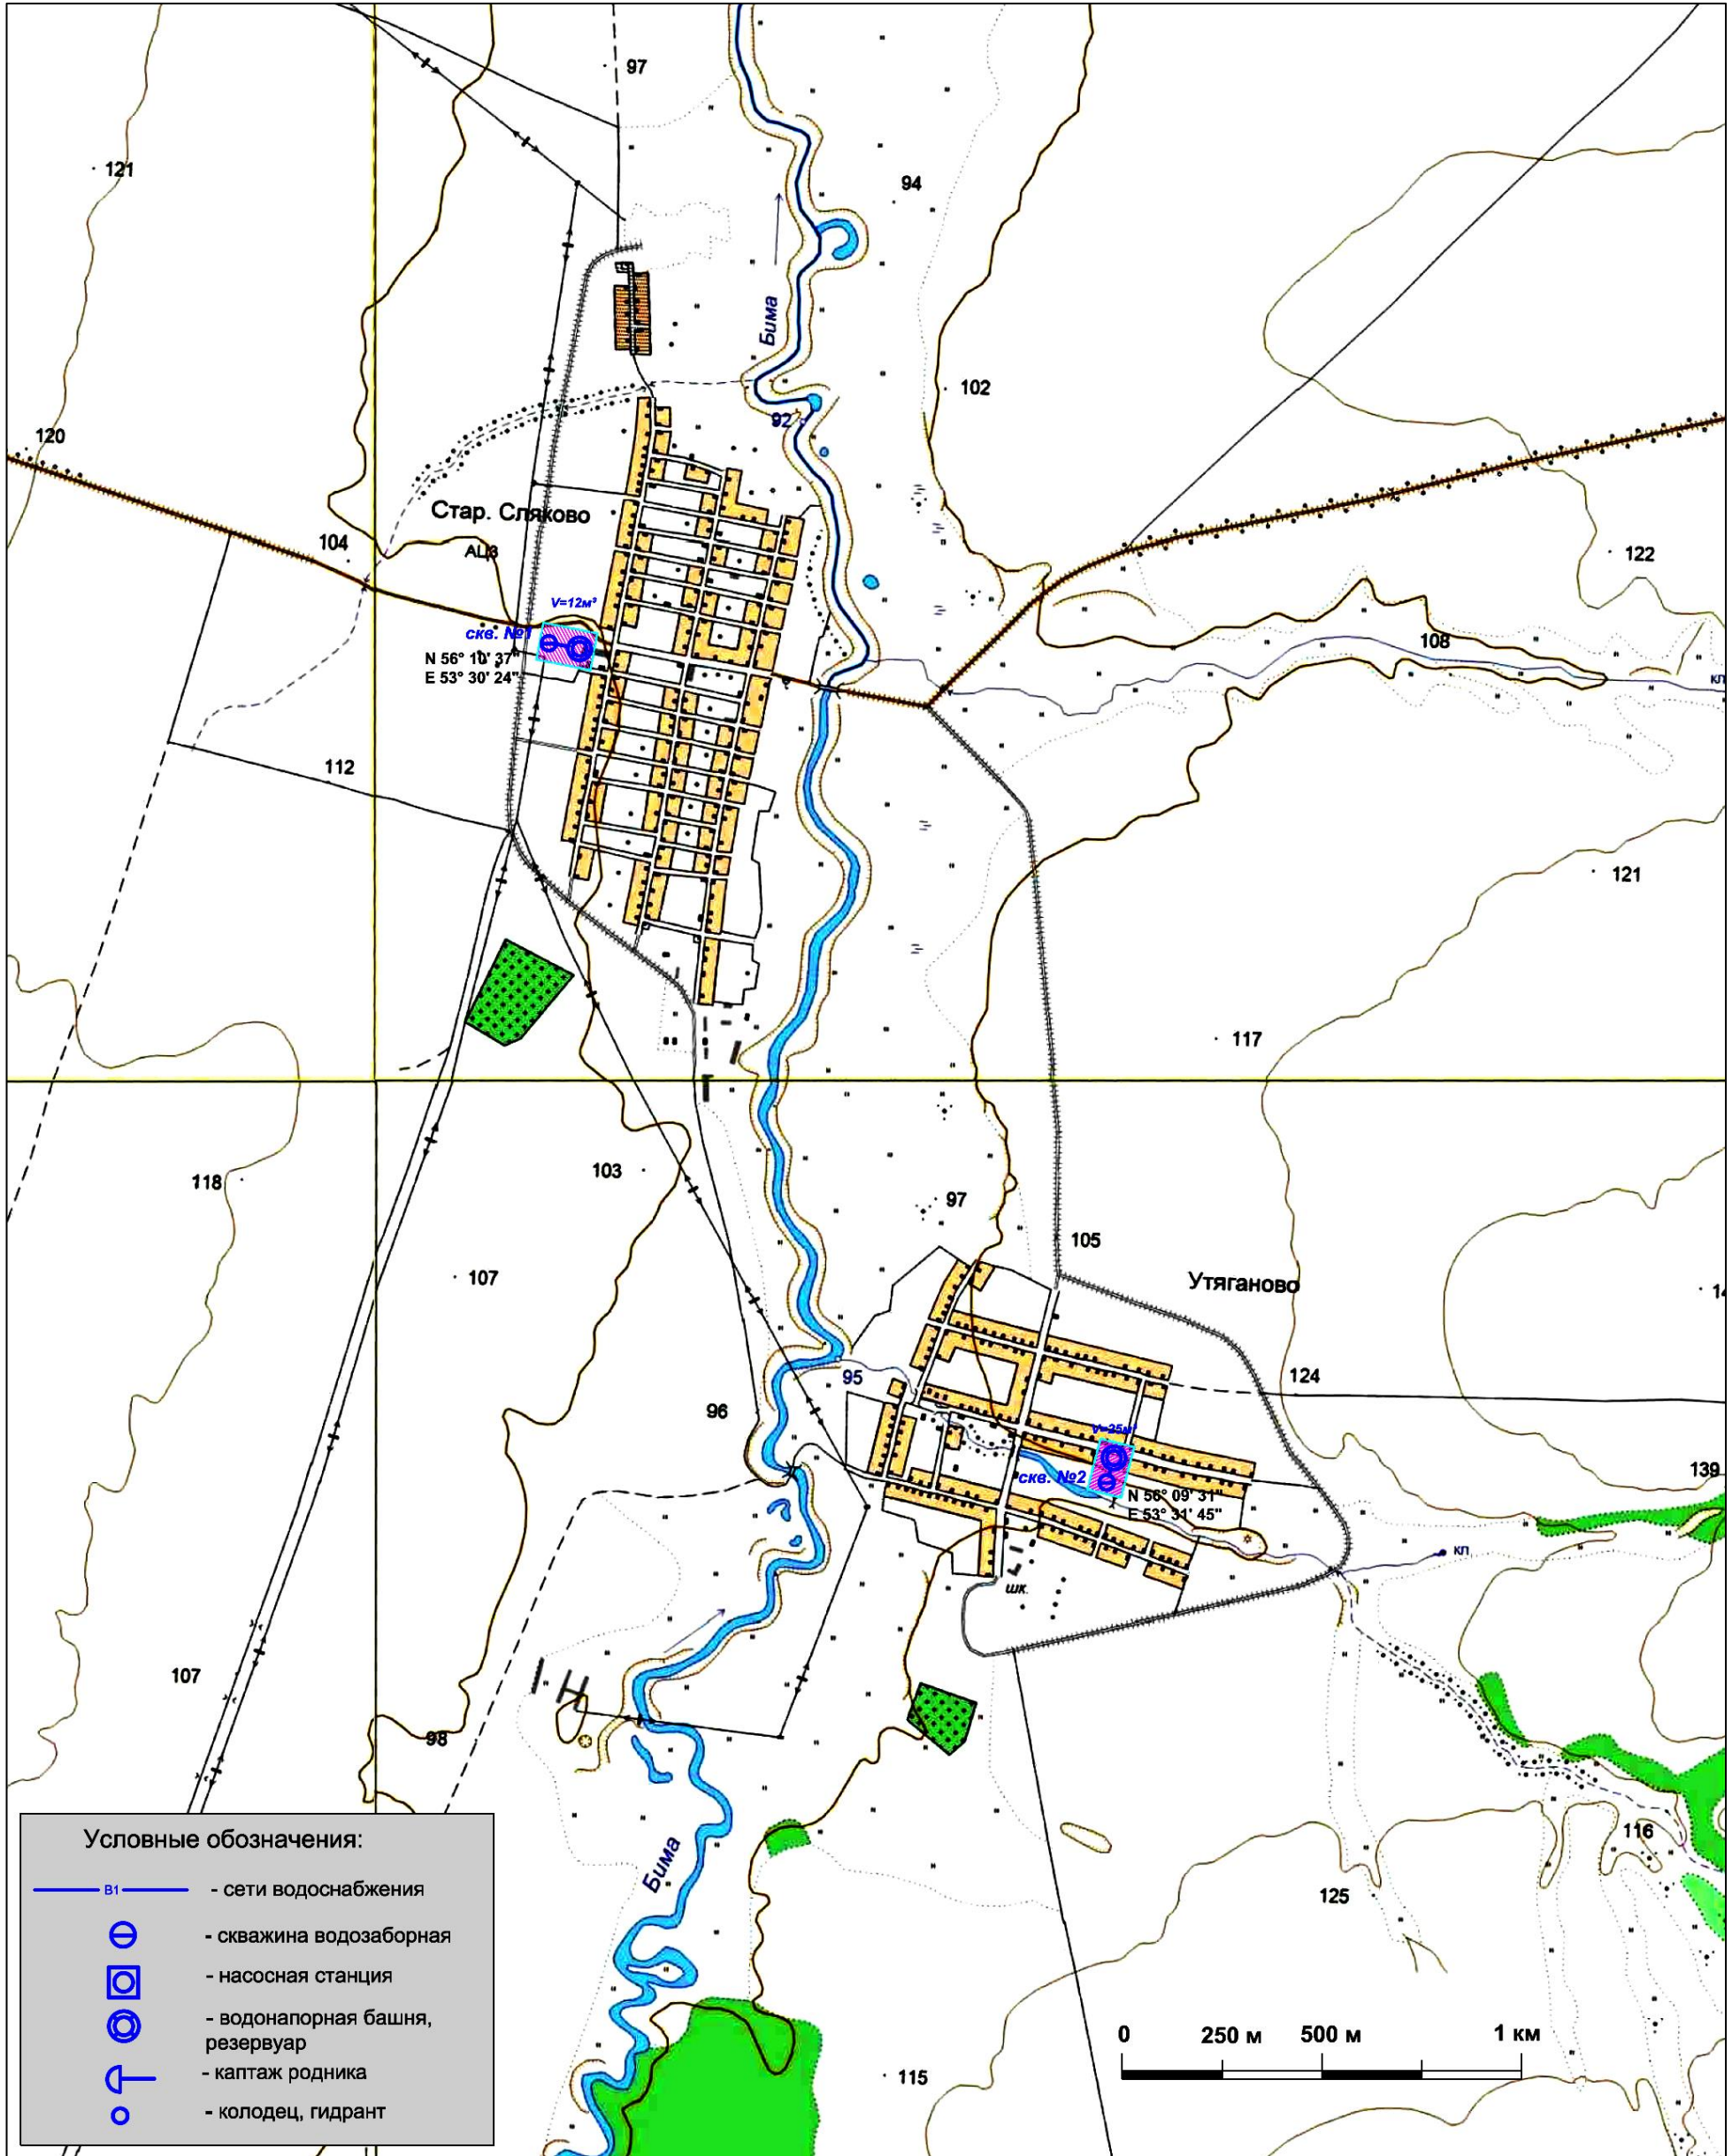 97
121
94
Бима
102
92
120
Стар. Сляково
104
АЦЗ
122
V=12м³
скв. №1
108
N 56° 10' 37"
E 53° 30' 24"
112
121
117
103
118
97
105
107
Утяганово
124
95
96
V=25м³
139
скв. №2
N 56° 09' 31"
E 53° 31' 45"
кл
шк.
107
98
Бима
116
125
115
Условные обозначения:
В1 - сети водоснабжения
- скважина водозаборная
- насосная станция
- водонапорная башня,
резервуар
- каптаж родника
- колодец, гидрант
0 250 м 500 м 1 км